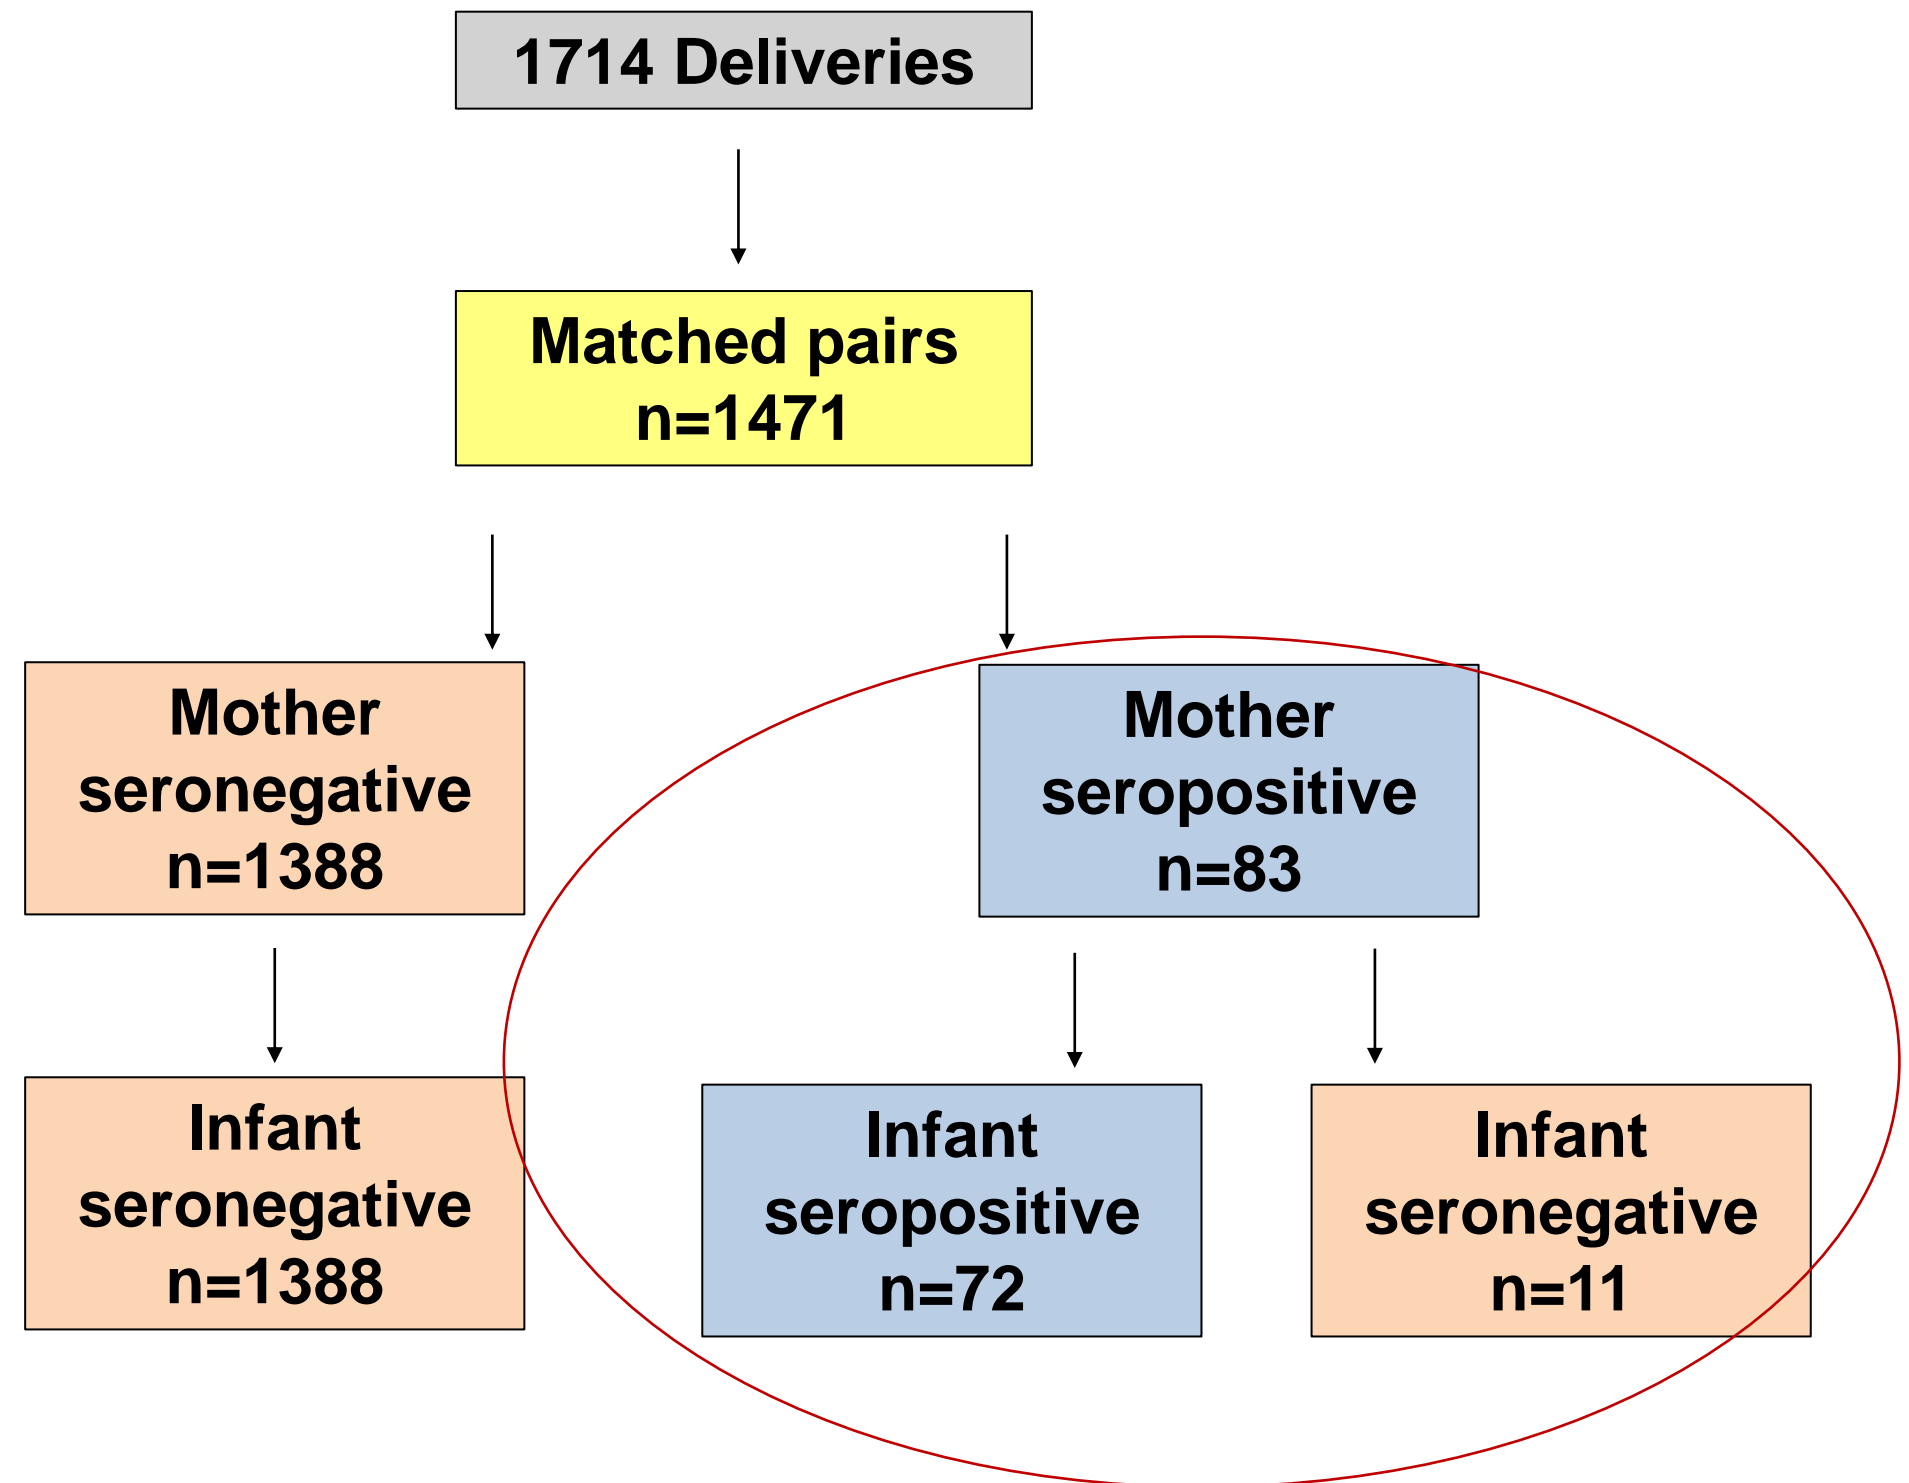 1714 Deliveries
Matched pairs
n=1471
Mother
seronegative
n=1388
Mother
seropositive
n=83
Infant
seronegative
n=1388
Infant
seropositive
n=72
Infant
seronegative
n=11